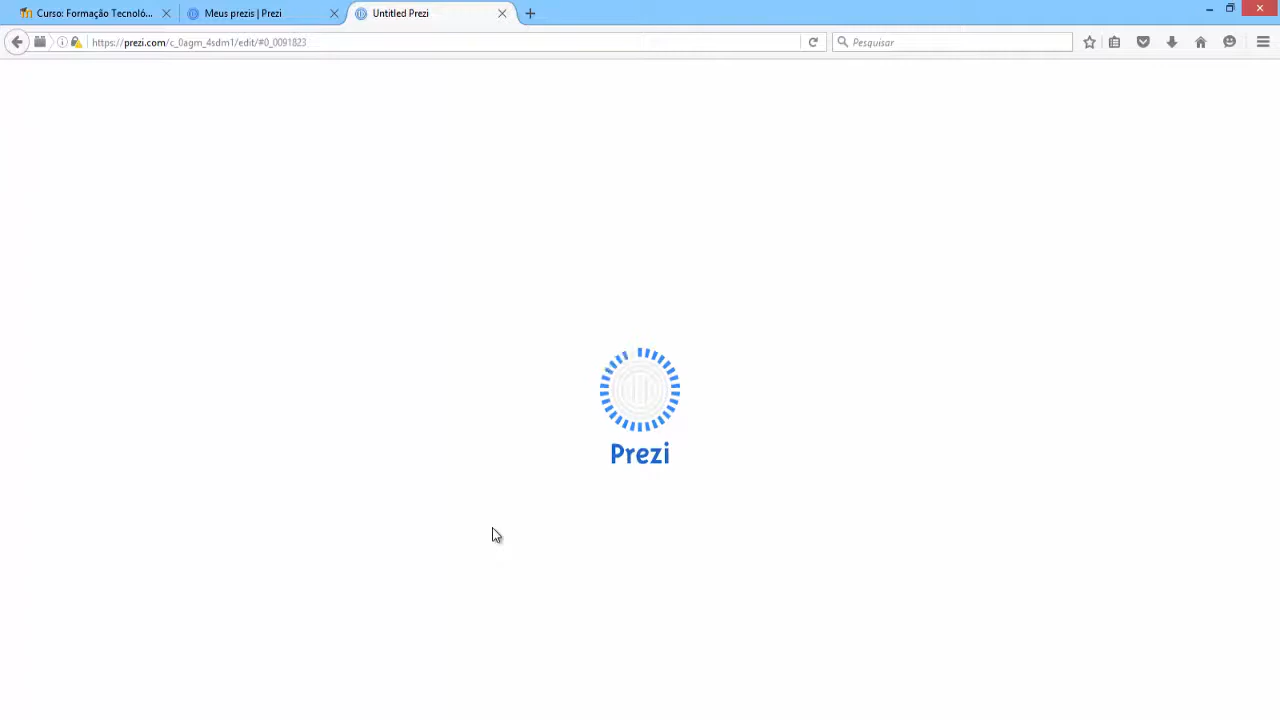 Curso: Formação Tecnoló...
Meus prezis | Prezi
Untitled Prezi
https://prezi.com/c_0agm_4sdm1/edit/#0_0091823
Pesquisar
Prezi